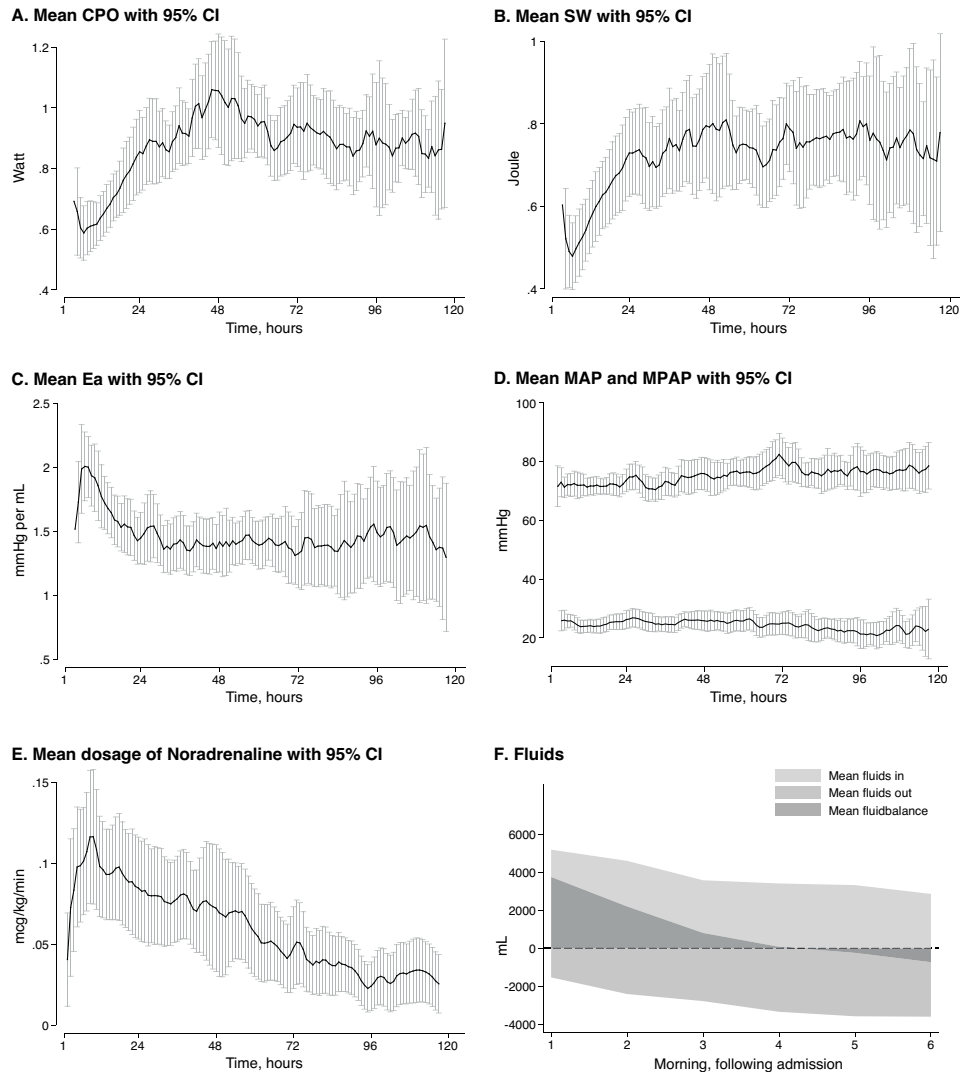 A. Mean CPO with 95% CI
1.2
1
.8
.6
.4
Watt
1 24 48 72 96 120
Time, hours
B. Mean SW with 95% CI
1
.8
.6
.4
Joule
1 24 48 72 96 120
Time, hours
C. Mean Ea with 95% CI
2.5
2
1.5
1
.5
mmHg per mL
1 24 48 72 96 120
Time, hours
D. Mean MAP and MPAP with 95% CI
100
80
60
40
20
mmHg
1 24 48 72 96 120
Time, hours
E. Mean dosage of Noradrenaline with 95% CI
.15
.1
.05
0
mcg/kg/min
1 24 48 72 96 120
Time, hours
F. Fluids
Mean fluids in
Mean fluids out
Mean fluidbalance
6000
4000
2000
0
-2000
-4000
mL
1 2 3 4 5 6
Morning, following admission